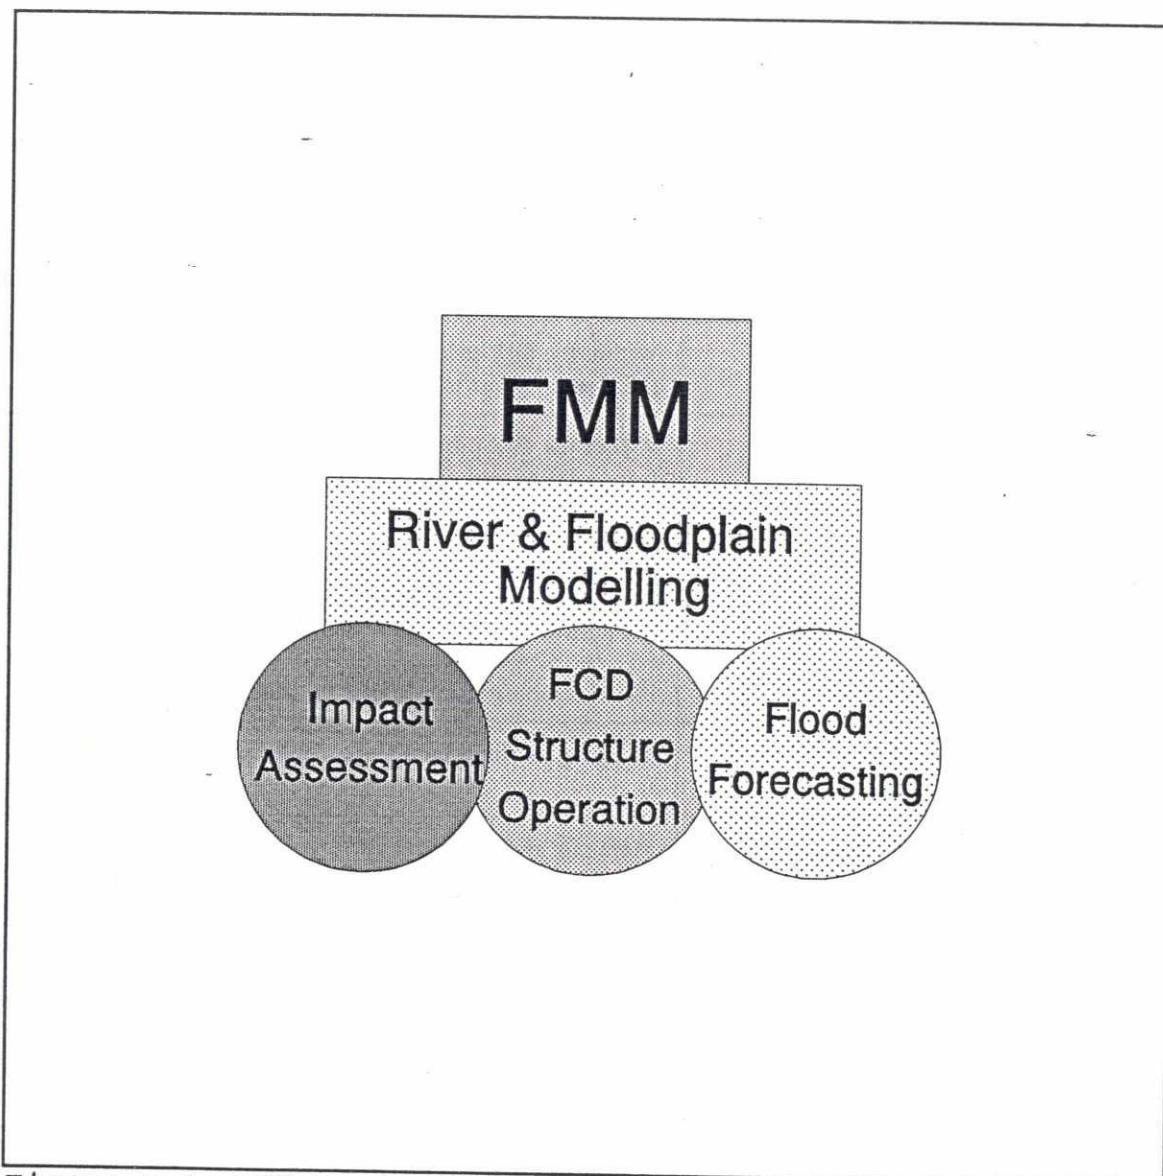 FMM
River & Floodplain
Modelling
Impact
Assessment
FCD
Structure
Operation
Flood
Forecasting